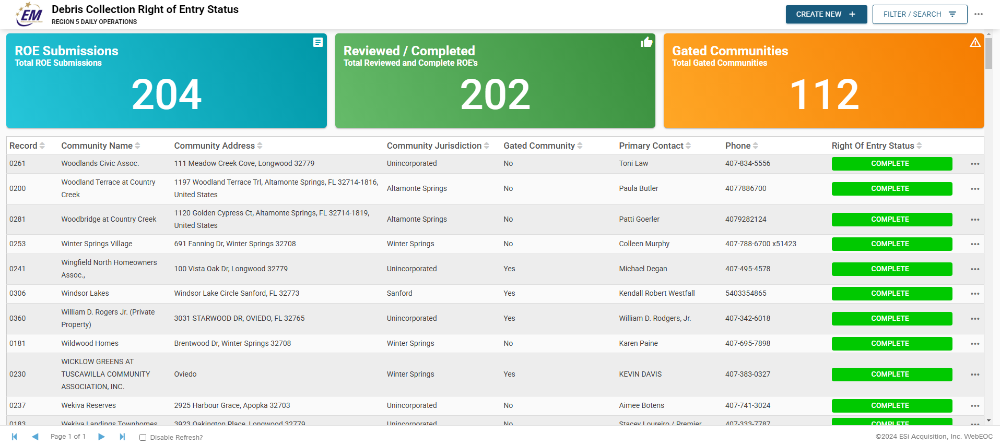 EM
Debris Collection Right of Entry Status
REGION 5 DAILY OPERATIONS
CREATE NEW +
FILTER / SEARCH
ROE Submissions
Total ROE Submissions
204
Reviewed / Completed
Total Reviewed and Complete ROE's
202
Gated Communities
Total Gated Communities
112
Record Community Name Community Address Community Jurisdiction Gated Community Primary Contact Phone Right Of Entry Status
0261 Woodlands Civic Assoc. 111 Meadow Creek Cove, Longwood 32779 Unincorporated No Toni Law 407-834-5556 COMPLETE
0200 Woodland Terrace at Country Creek 1197 Woodland Terrace Trl, Altamonte Springs, FL 32714-1816, United States Altamonte Springs No Paula Butler 4077886700 COMPLETE
0281 Woodbridge at Country Creek 1120 Golden Cypress Ct, Altamonte Springs, FL 32714-1819, United States Altamonte Springs No Patti Goerler 4079282124 COMPLETE
0253 Winter Springs Village 691 Fanning Dr, Winter Springs 32708 Winter Springs No Colleen Murphy 407-788-6700 x51423 COMPLETE
0241 Wingfield North Homeowners Assoc., 100 Vista Oak Dr, Longwood 32779 Unincorporated Yes Michael Degan 407-495-4578 COMPLETE
0306 Windsor Lakes Windsor Lake Circle Sanford, FL 32773 Sanford Yes Kendall Robert Westfall 5403354865 COMPLETE
0360 William D. Rogers Jr. (Private Property) 3031 STARWOOD DR, OVIEDO, FL 32765 Unincorporated Yes William D. Rodgers, Jr. 407-342-6018 COMPLETE
0181 Wildwood Homes Brentwood Dr, Winter Springs 32708 Winter Springs No Karen Paine 407-695-7898 COMPLETE
0230 WICKLOW GREENS AT TUSCAWILLA COMMUNITY ASSOCIATION, INC. Oviedo Winter Springs Yes KEVIN DAVIS 407-383-0327 COMPLETE
0237 Wekiva Reserves 2925 Harbour Grace, Apopka 32703 Unincorporated No Aimee Botens 407-741-3024 COMPLETE
0183 Wekiva Landings Townhomes 3923 Oakington Place, Longwood 32779 Unincorporated No Stacey Loureiro / Premier 407-333-7787 COMPLETE
Page 1 of 1
Disable Refresh?
©2024 ESi Acquisition, Inc. WebEOC